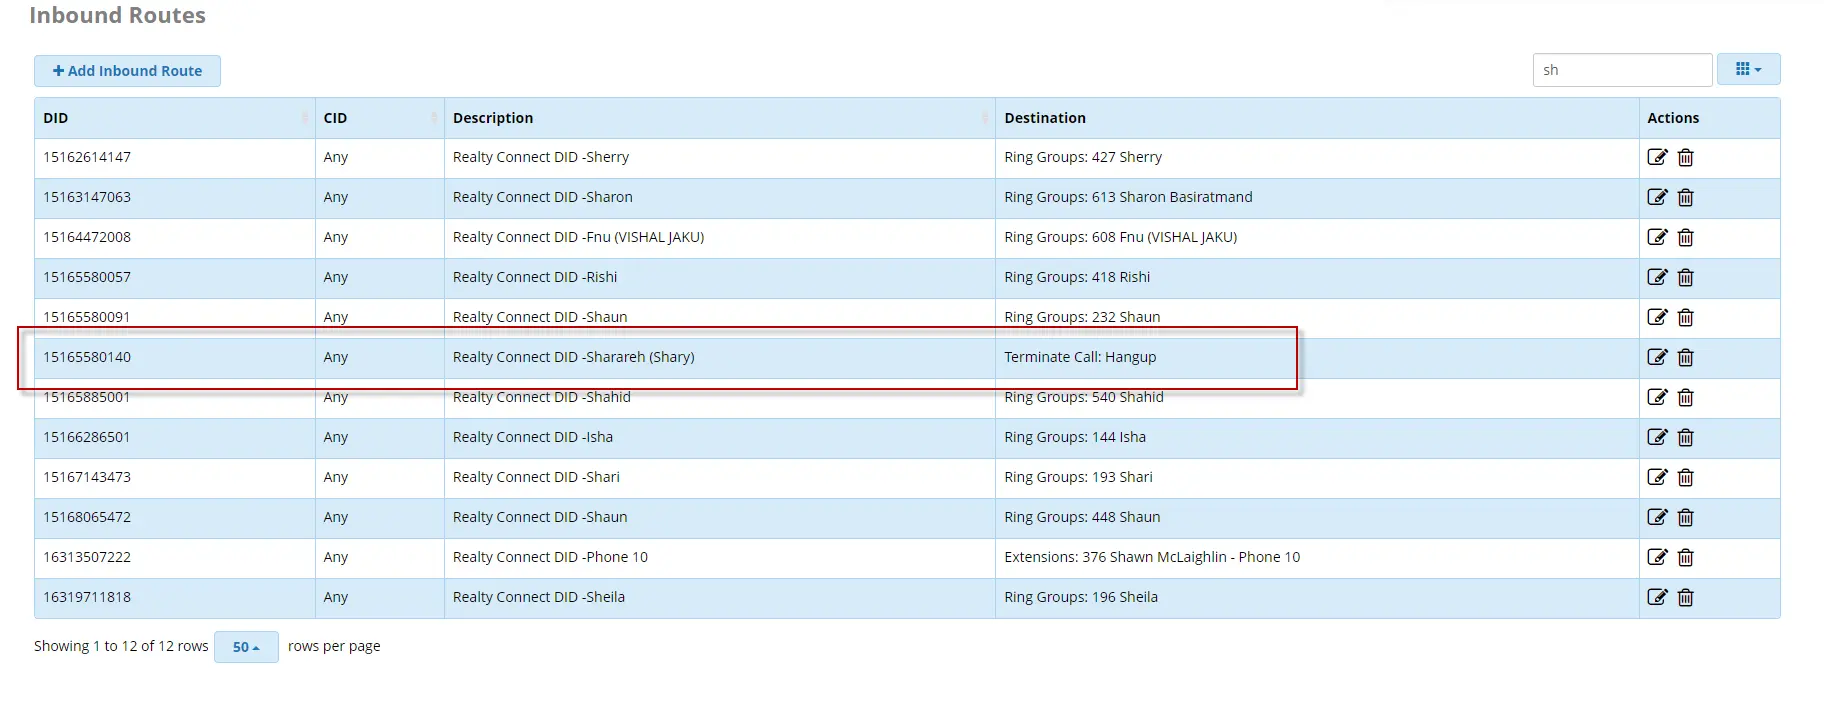 Inbound Routes
+ Add Inbound Route sh
DID CID Description Destination Actions
15162614147 Any Realty Connect DID -Sherry Ring Groups: 427 Sherry
15163147063 Any Realty Connect DID -Sharon Ring Groups: 613 Sharon Basiratmand
15164472008 Any Realty Connect DID -Fnu (VISHAL JAKU) Ring Groups: 608 Fnu (VISHAL JAKU)
15165580057 Any Realty Connect DID -Rishi Ring Groups: 418 Rishi
15165580091 Any Realty Connect DID -Shaun Ring Groups: 232 Shaun
15165580140 Any Realty Connect DID -Sharareh (Shary) Terminate Call: Hangup
15165885001 Any Realty Connect DID -Shahid Ring Groups: 540 Shahid
15166286501 Any Realty Connect DID -Isha Ring Groups: 144 Isha
15167143473 Any Realty Connect DID -Shari Ring Groups: 193 Shari
15168065472 Any Realty Connect DID -Shaun Ring Groups: 448 Shaun
16313507222 Any Realty Connect DID -Phone 10 Extensions: 376 Shawn McLaighlin - Phone 10
16319711818 Any Realty Connect DID -Sheila Ring Groups: 196 Sheila
Showing 1 to 12 of 12 rows 50 rows per page